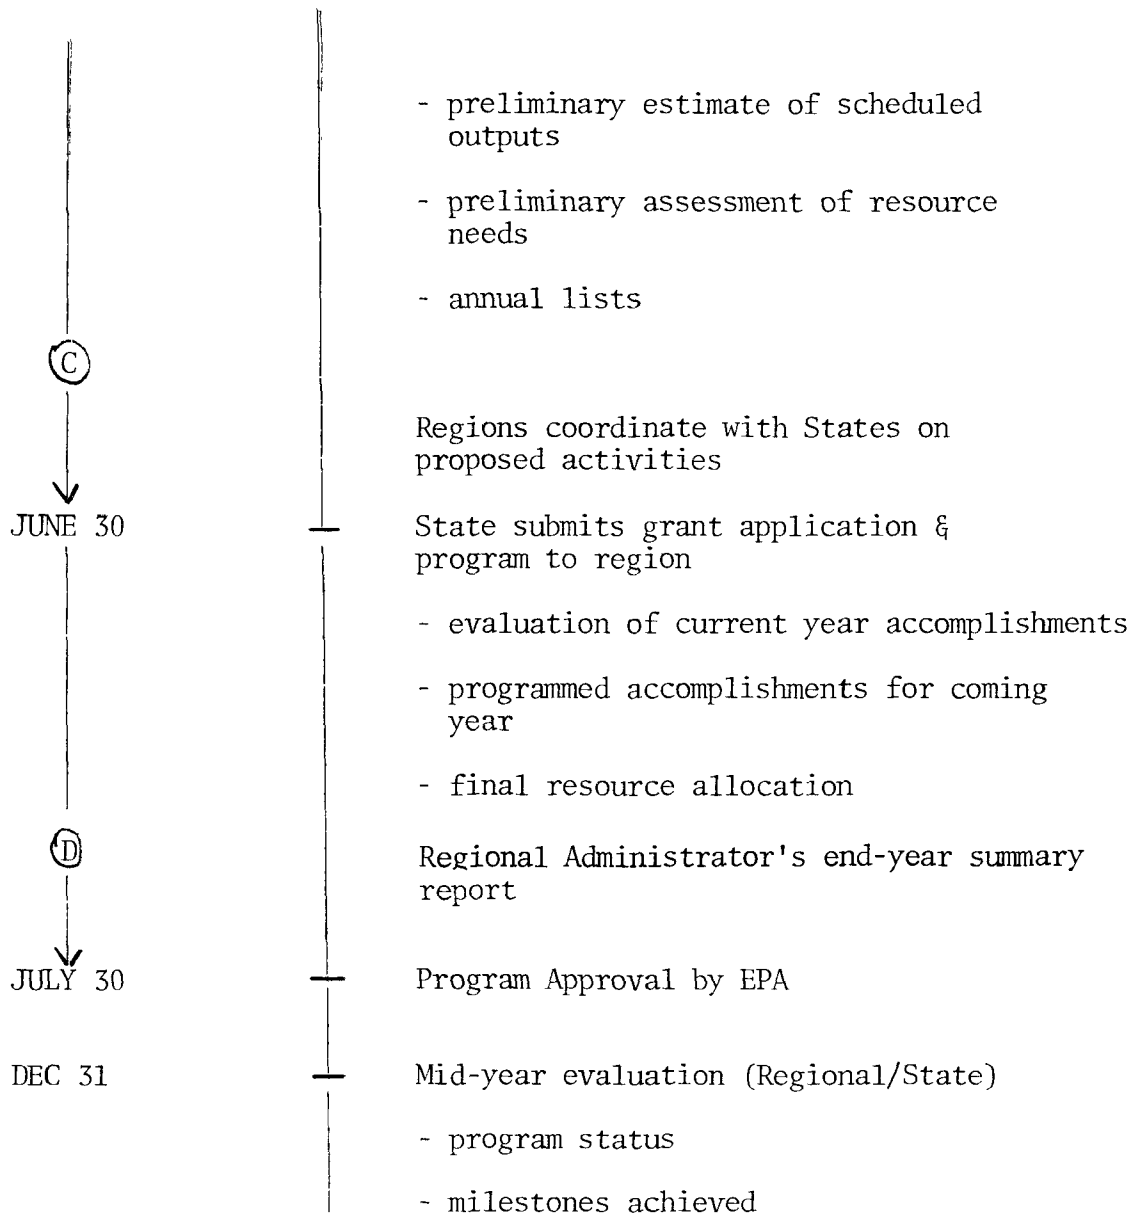 - preliminary estimate of scheduled
outputs
- preliminary assessment of resource
needs
- annual lists
C
Regions coordinate with States on
proposed activities
JUNE 30
State submits grant application &
program to region
- evaluation of current year accomplishments
- programmed accomplishments for coming
year
- final resource allocation
D
Regional Administrator's end-year summary
report
JULY 30
Program Approval by EPA
DEC 31
Mid-year evaluation (Regional/State)
- program status
- milestones achieved